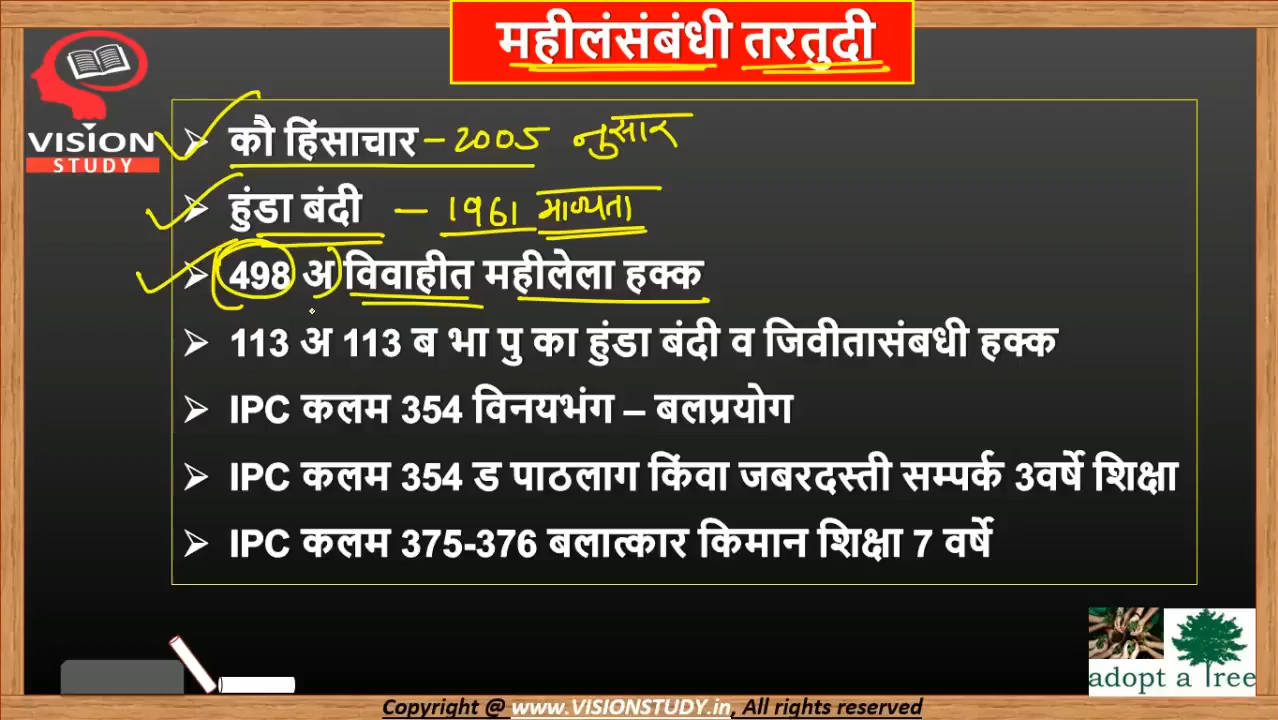 महीलंसंबंधी तरतुदी
VISION
STUDY
➢ कौ हिंसाचार - 2005 नुसार
➢ हुंडा बंदी - 1961 माण्यता
➢ 498 अ विवाहीत महीलेला हक्क
➢ 113 अ 113 ब भा पु का हुंडा बंदी व जिवीतासंबधी हक्क
➢ IPC कलम 354 विनयभंग – बलप्रयोग
➢ IPC कलम 354 ड पाठलाग किंवा जबरदस्ती सम्पर्क 3वर्षे शिक्षा
➢ IPC कलम 375-376 बलात्कार किमान शिक्षा 7 वर्षे
adopt a Tree
Copyright @ www.VISIONSTUDY.in, All rights reserved